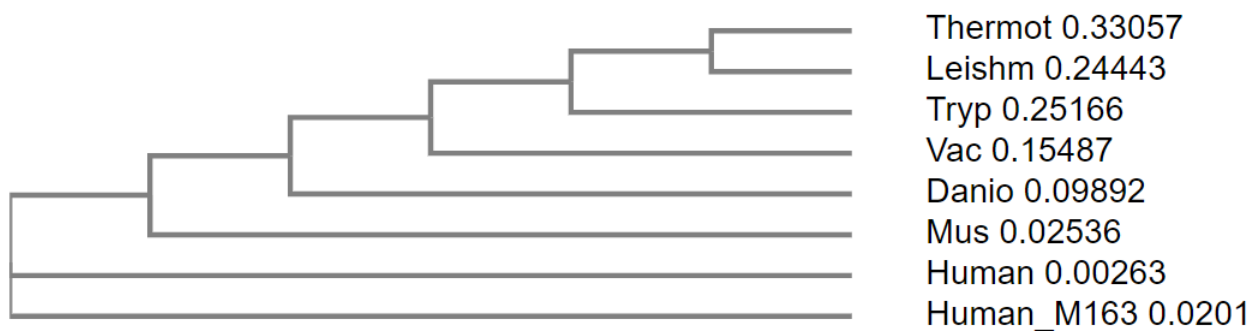 Thermot 0.33057
Leishm 0.24443
Tryp 0.25166
Vac 0.15487
Danio 0.09892
Mus 0.02536
Human 0.00263
Human_M163 0.0201